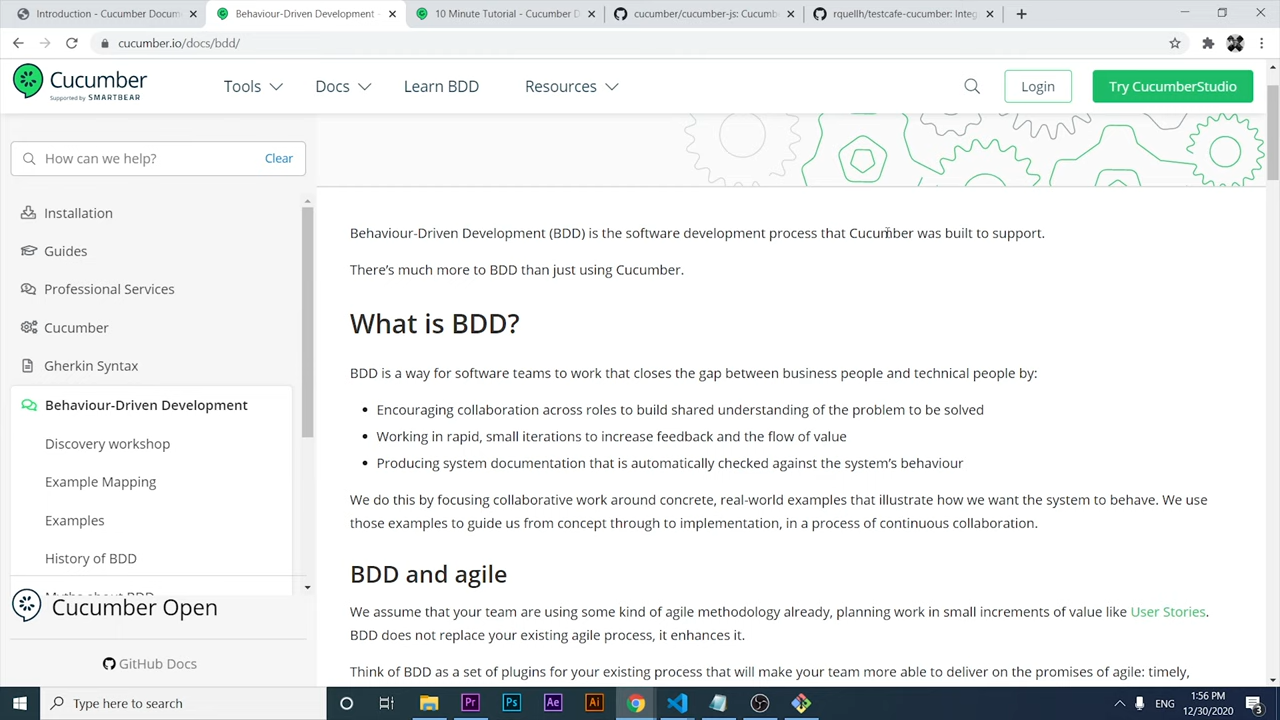 Introduction - Cucumber Docum
Behaviour-Driven Development -
10 Minute Tutorial - Cucumber D
cucumber/cucumber-js: Cucumb
rquellh/testcafe-cucumber: Integ
cucumber.io/docs/bdd/
Cucumber
Supported by SMARTBEAR
Tools
Docs
Learn BDD
Resources
Login
Try CucumberStudio
How can we help?
Clear
Installation
Guides
Professional Services
Cucumber
Gherkin Syntax
Behaviour-Driven Development
Discovery workshop
Example Mapping
Examples
History of BDD
Myths about BDD
Cucumber Open
GitHub Docs
Behaviour-Driven Development (BDD) is the software development process that Cucumber was built to support.
There's much more to BDD than just using Cucumber.
What is BDD?
BDD is a way for software teams to work that closes the gap between business people and technical people by:
• Encouraging collaboration across roles to build shared understanding of the problem to be solved
• Working in rapid, small iterations to increase feedback and the flow of value
• Producing system documentation that is automatically checked against the system's behaviour
We do this by focusing collaborative work around concrete, real-world examples that illustrate how we want the system to behave. We use
those examples to guide us from concept through to implementation, in a process of continuous collaboration.
BDD and agile
We assume that your team are using some kind of agile methodology already, planning work in small increments of value like User Stories.
BDD does not replace your existing agile process, it enhances it.
Think of BDD as a set of plugins for your existing process that will make your team more able to deliver on the promises of agile: timely,
Type here to search
Pr
Ps
Ae
Ai
ENG
1:56 PM
12/30/2020
3